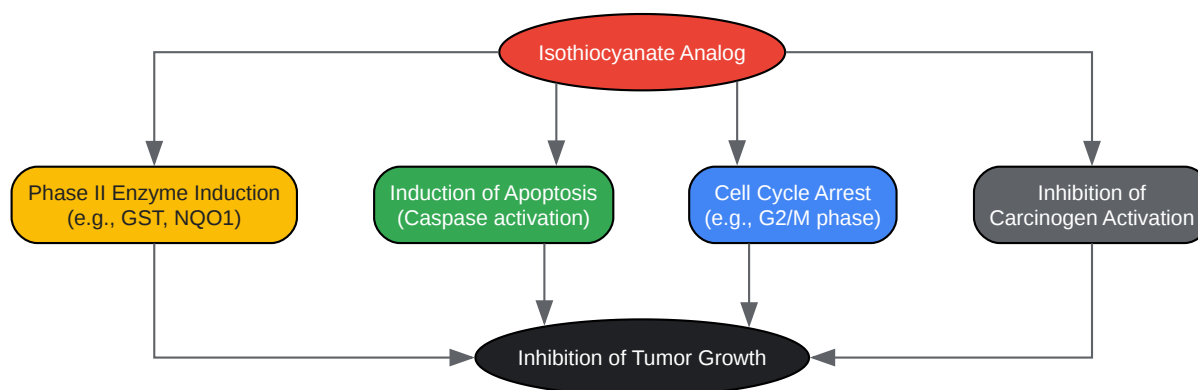 Isothiocyanate Analog
Phase II Enzyme Induction
(e.g., GST, NQO1)
Induction of Apoptosis
(Caspase activation)
Cell Cycle Arrest
(e.g., G2/M phase)
Inhibition of
Carcinogen Activation
Inhibition of Tumor Growth